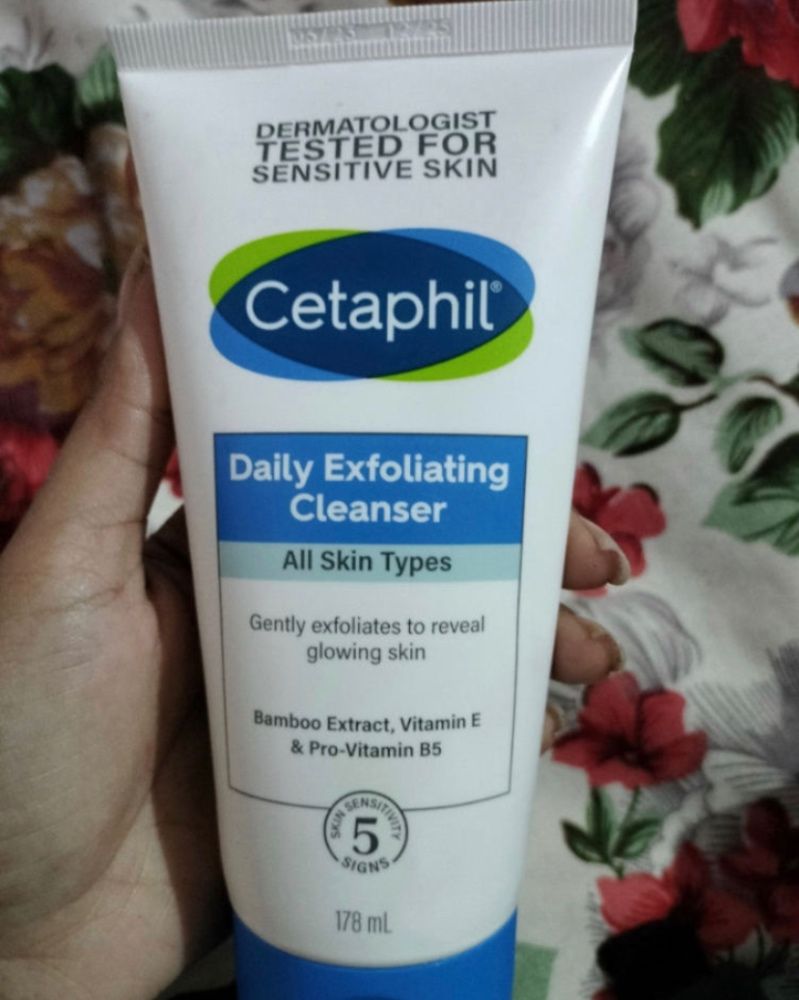 DERMATOLOGIST
TESTED FOR
SENSITIVE SKIN
Cetaphil®
Daily Exfoliating
Cleanser
All Skin Types
Gently exfoliates to reveal
glowing skin
Bamboo Extract, Vitamin E
& Pro-Vitamin B5
SKIN SENSITIVITY
5
SIGNS
178 mL